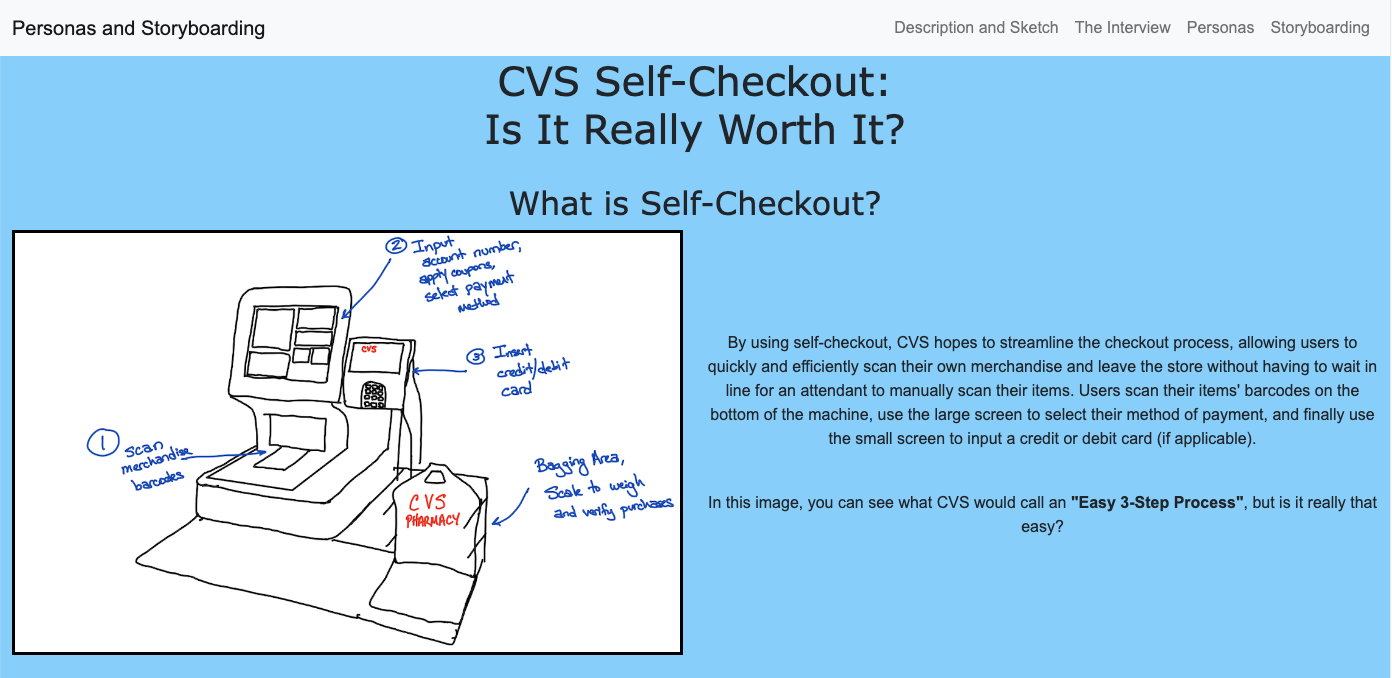 Personas and Storyboarding
Description and Sketch
The Interview
Personas
Storyboarding
CVS Self-Checkout:
Is It Really Worth It?
What is Self-Checkout?
2 Input
account number,
apply coupons,
select payment
method
CVS
3 Insert
credit/debit
card
1 Scan
merchandise
barcodes
Bagging Area,
Scale to weigh
and verify purchases
CVS
PHARMACY
By using self-checkout, CVS hopes to streamline the checkout process, allowing users to
quickly and efficiently scan their own merchandise and leave the store without having to wait in
line for an attendant to manually scan their items. Users scan their items' barcodes on the
bottom of the machine, use the large screen to select their method of payment, and finally use
the small screen to input a credit or debit card (if applicable).
In this image, you can see what CVS would call an "Easy 3-Step Process", but is it really that
easy?